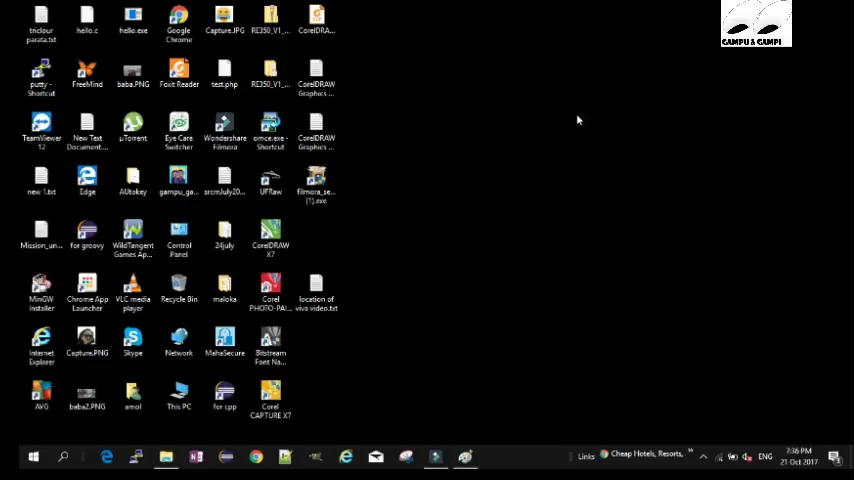 GAMPU & GAMPI
triclour
parata.txt
hello.c
hello.exe
Google
Chrome
Capture.JPG
RE350_V1_...
CorelDRA...
putty -
Shortcut
FreeMind
baba.PNG
Foxit Reader
test.php
RE350_V1_...
CorelDRAW
Graphics ...
TeamViewer
12
New Text
Document...
µTorrent
Eye Care
Switcher
Wondershare
Filmora
omce.exe -
Shortcut
CorelDRAW
Graphics ...
new 1.txt
Edge
AUtokey
gampu_ga...
srcmJuly20...
UFRaw
filmora_se...
(1).exe
Mission_un...
for groovy
WildTangent
Games Ap...
Control
Panel
24july
CorelDRAW
X7
MinGW
Installer
Chrome App
Launcher
VLC media
player
Recycle Bin
maloka
Corel
PHOTO-PAI...
location of
viva video.txt
Internet
Explorer
Capture.PNG
Skype
Network
MahaSecure
Bitstream
Font Na...
AVG
baba2.PNG
amol
This PC
for cpp
Corel
CAPTURE X7
Links
Cheap Hotels, Resorts,
ENG
7:36 PM
21 Oct 2017